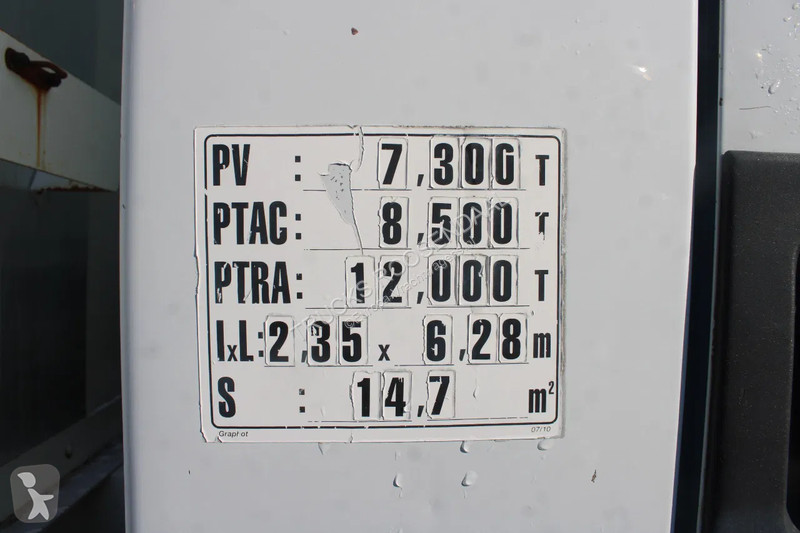 PV : 7,300 T
PTAC: 8,500 T
PTRA: 12,000 T
IxL: 2,35 x 6,28 m
S : 14,7 m²
07/10